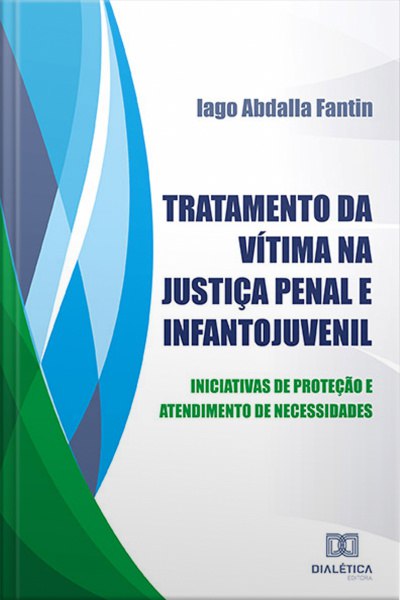 Iago Abdalla Fantin
TRATAMENTO DA
VÍTIMA NA
JUSTIÇA PENAL E
INFANTOJUVENIL
INICIATIVAS DE PROTEÇÃO E
ATENDIMENTO DE NECESSIDADES
DIALÉTICA
EDITORA